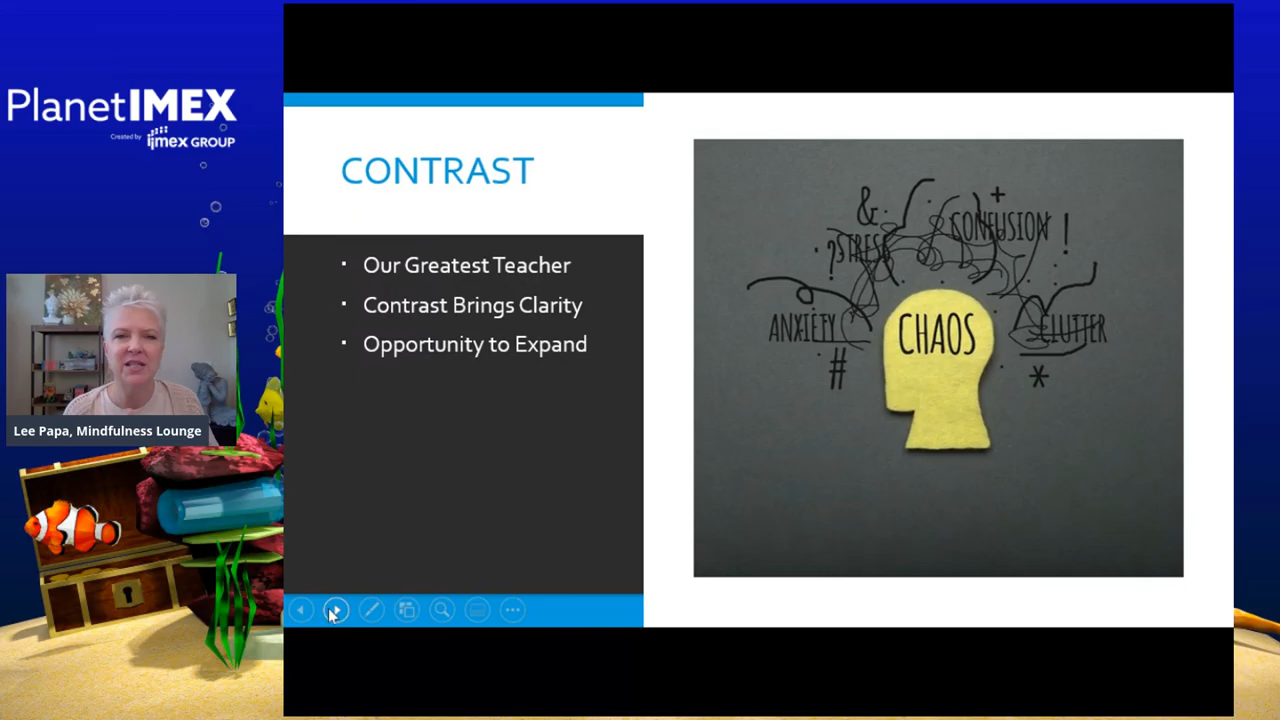 PlanetIMEX
Created by imex GROUP
Lee Papa, Mindfulness Lounge
CONTRAST
· Our Greatest Teacher
· Contrast Brings Clarity
· Opportunity to Expand
& +
?STRESS CONFUSION !
ANXIETY CHAOS CLUTTER
# *